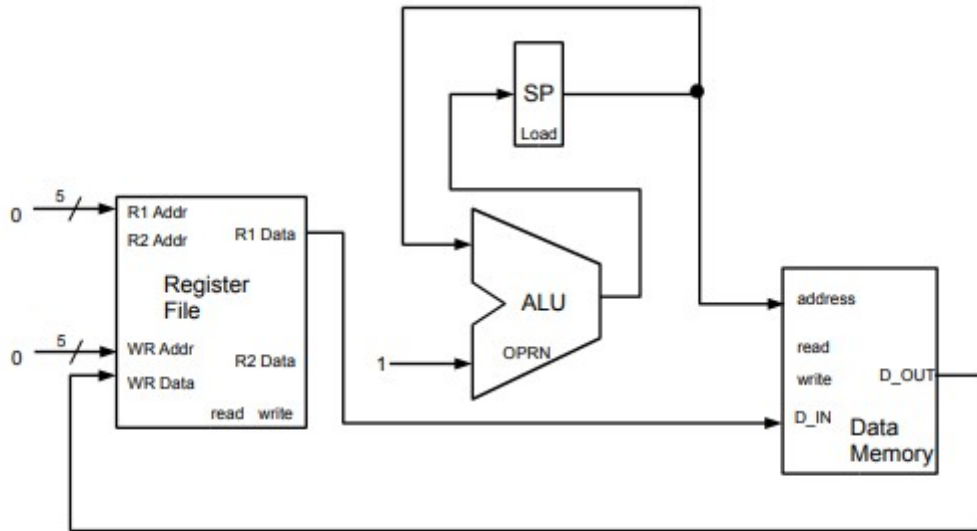 SP
Load
0
5
R1 Addr
R2 Addr
R1 Data
Register
File
0
5
WR Addr
WR Data
R2 Data
read write
ALU
OPRN
1
address
read
write
D_OUT
D_IN
Data
Memory